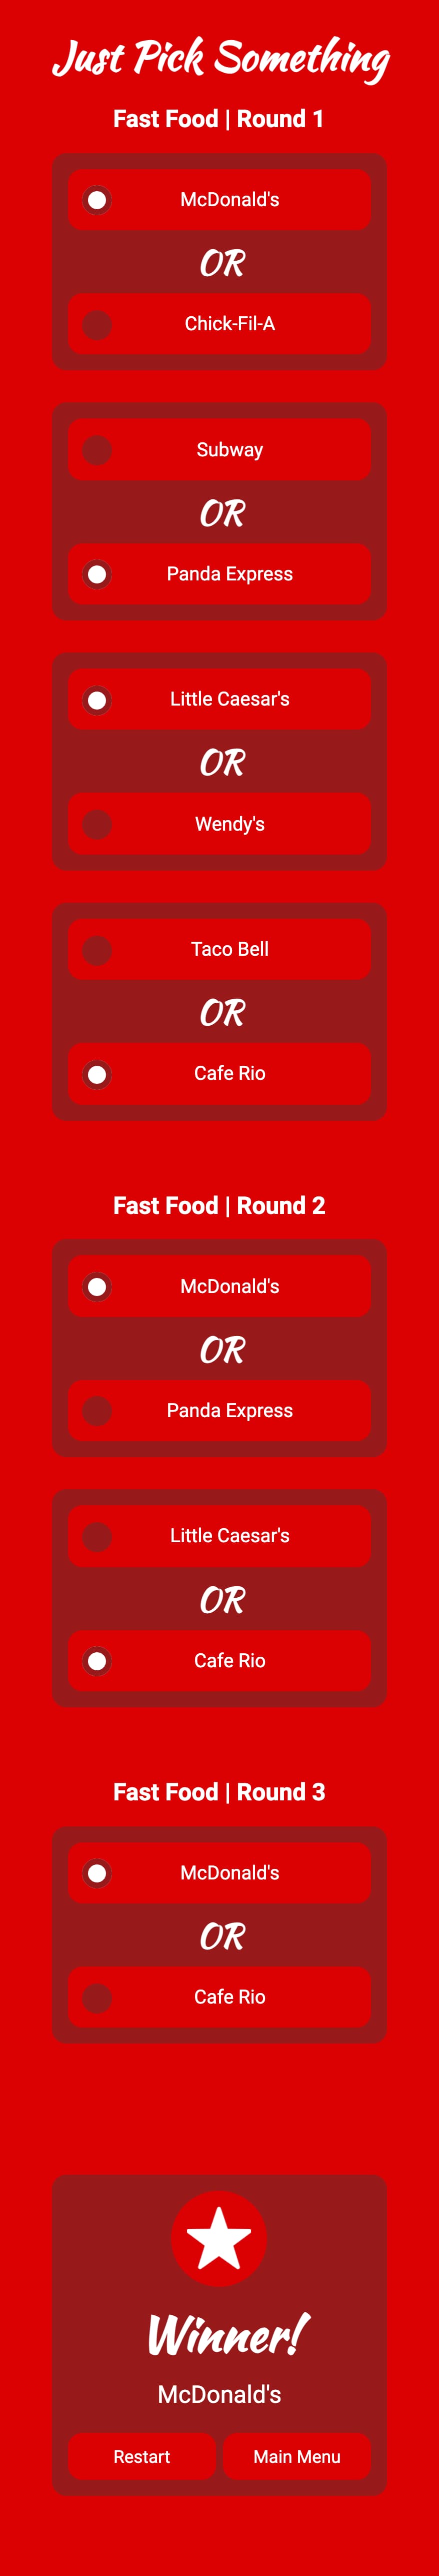 Just Pick Something
Fast Food | Round 1
McDonald's
OR
Chick-Fil-A
Subway
OR
Panda Express
Little Caesar's
OR
Wendy's
Taco Bell
OR
Cafe Rio
Fast Food | Round 2
McDonald's
OR
Panda Express
Little Caesar's
OR
Cafe Rio
Fast Food | Round 3
McDonald's
OR
Cafe Rio
Winner!
McDonald's
Restart Main Menu